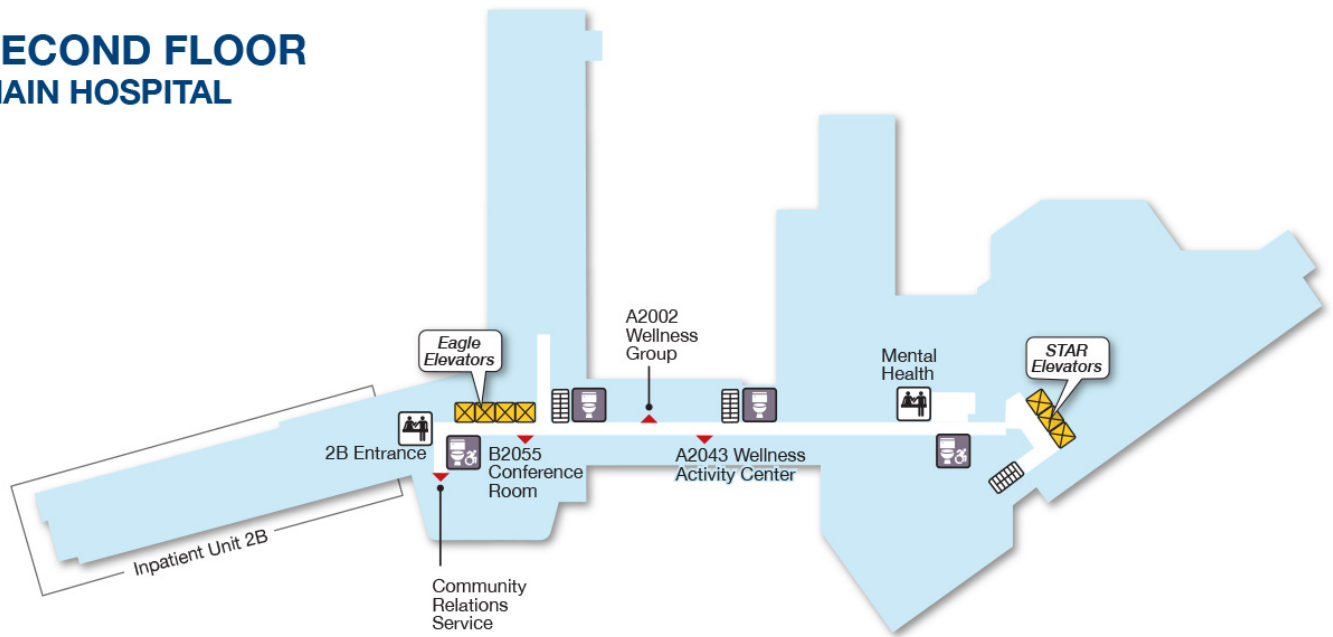 ECOND FLOOR
MAIN HOSPITAL
A2002
Wellness
Group
Eagle
Elevators
Mental
Health
STAR
Elevators
2B Entrance
B2055
Conference
Room
A2043 Wellness
Activity Center
Inpatient Unit 2B
Community
Relations
Service